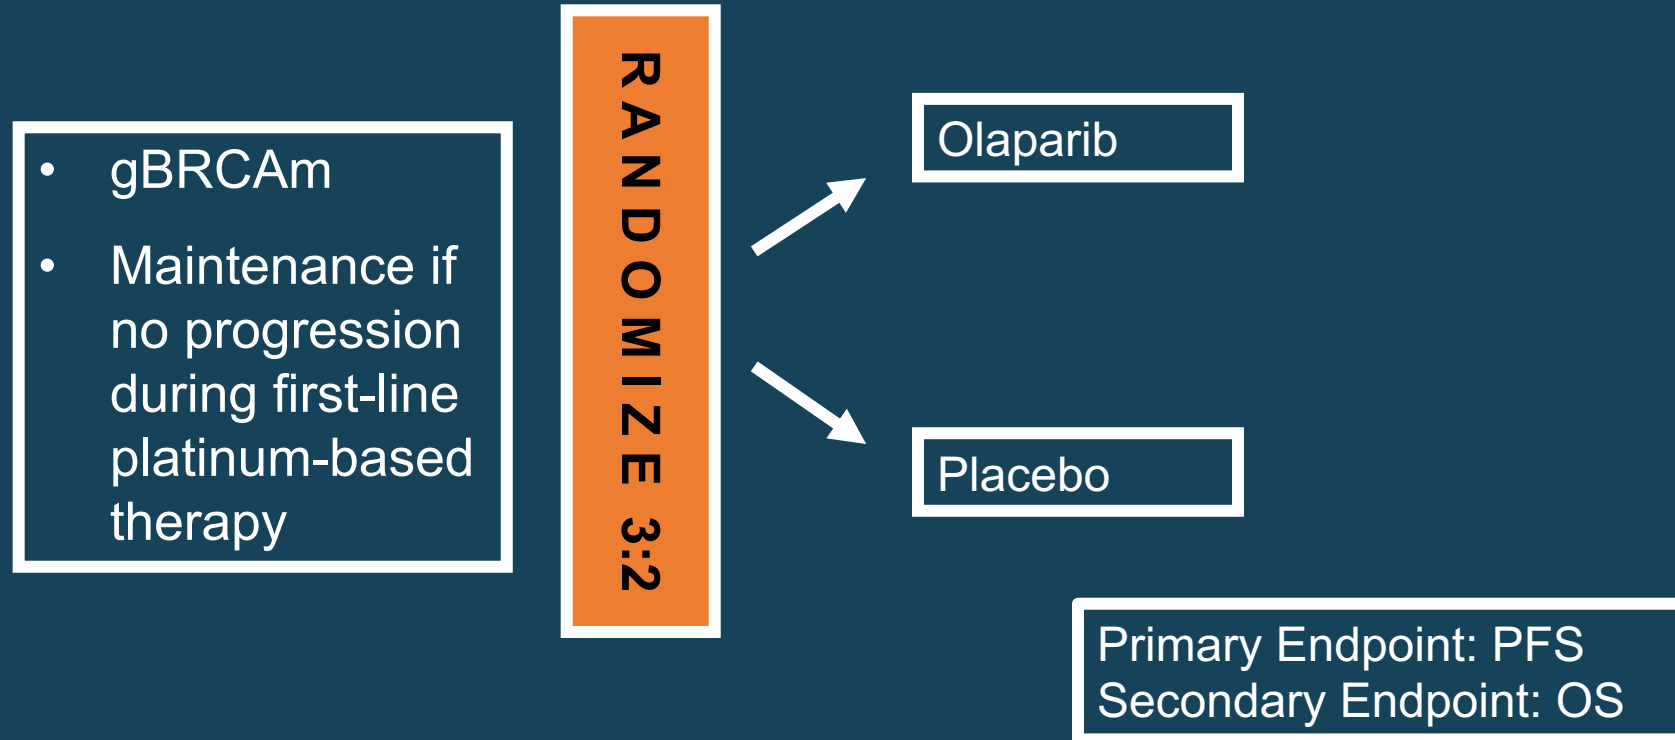 • gBRCAm
• Maintenance if
no progression
during first-line
platinum-based
therapy
RANDOMIZE 3:2
Olaparib
Placebo
Primary Endpoint: PFS
Secondary Endpoint: OS